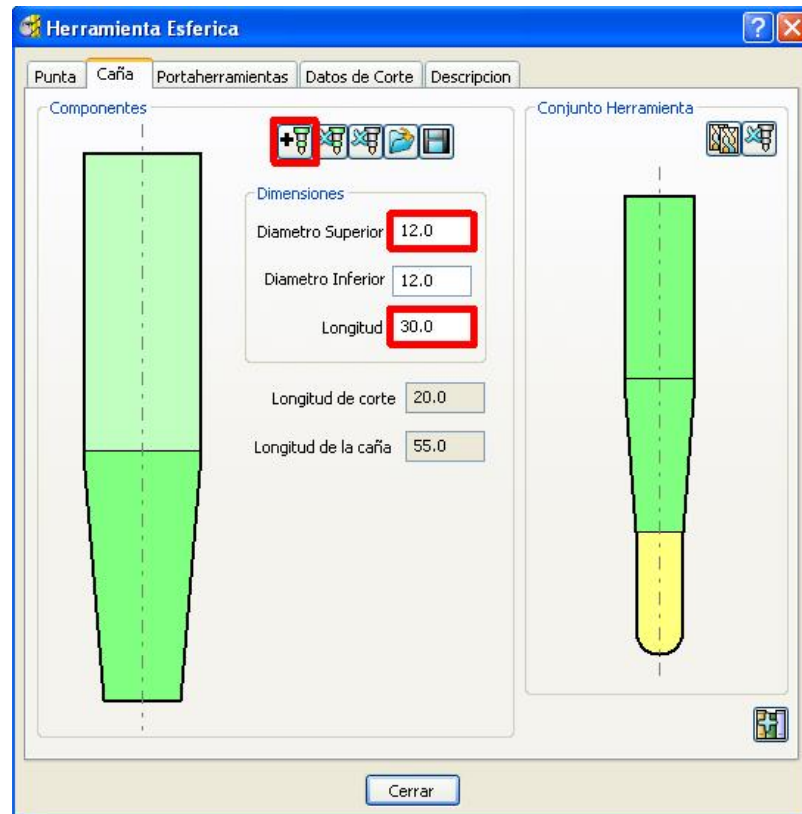 Herramienta Esferica
Punta Caña Portaherramientas Datos de Corte Descripcion
Componentes
Conjunto Herramienta
Dimensiones
Diametro Superior 12.0
Diametro Inferior 12.0
Longitud 30.0
Longitud de corte 20.0
Longitud de la caña 55.0
Cerrar